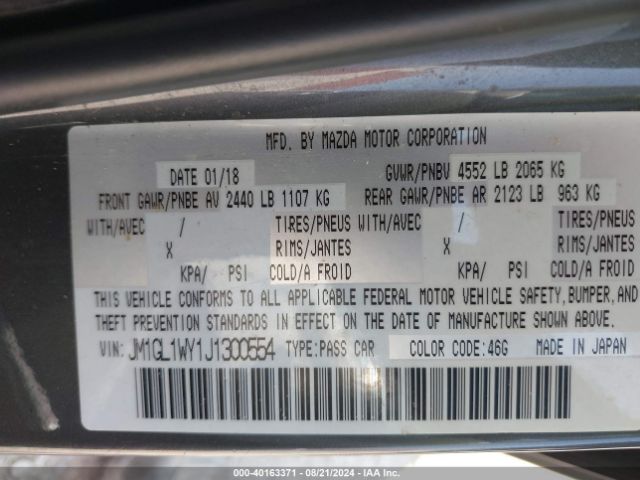 MFD. BY MAZDA MOTOR CORPORATION
DATE 01/18 GVWR/PNBV 4552 LB 2065 KG
FRONT GAWR/PNBE AV 2440 LB 1107 KG REAR GAWR/PNBE AR 2123 LB 963 KG
WITH/AVEC / TIRES/PNEUS WITH/AVEC / TIRES/PNEUS
X RIMS/JANTES X RIMS/JANTES
KPA/ PSI COLD/A FROID KPA/ PSI COLD/A FROID
THIS VEHICLE CONFORMS TO ALL APPLICABLE FEDERAL MOTOR VEHICLE SAFETY, BUMPER, AND
THEFT PREVENTION STANDARDS IN EFFECT ON THE DATE OF MANUFACTURE SHOWN ABOVE.
VIN: JM1GL1WY1J1300554 TYPE:PASS CAR COLOR CODE:46G MADE IN JAPAN
000-40163371 - 08/21/2024 - IAA Inc.